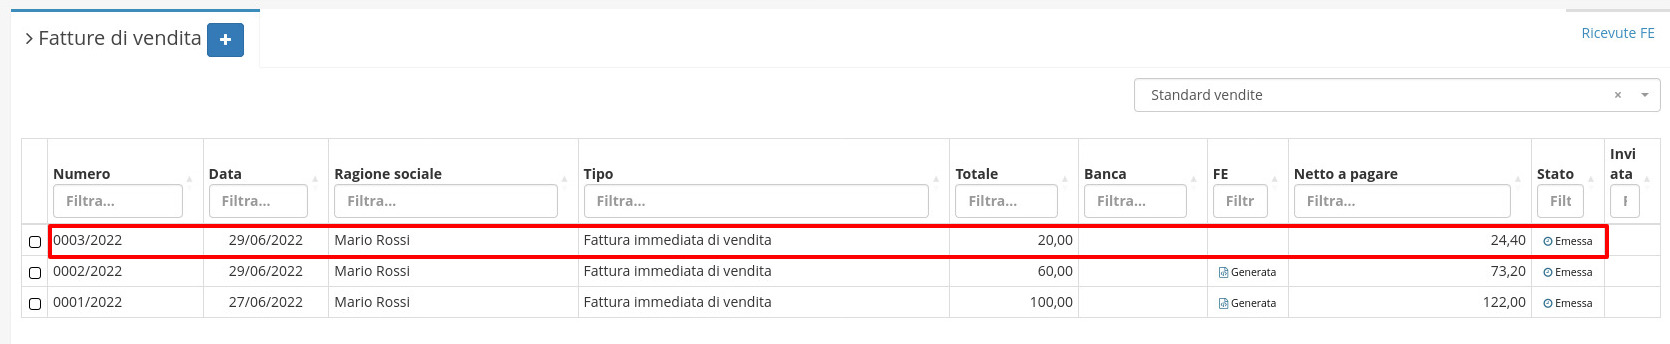 Fatture di vendita +
Ricevute FE
Standard vendite ×
Numero Data Ragione sociale Tipo Totale Banca FE Netto a pagare Stato Invi
ata
Filtra... Filtra... Filtra... Filtra... Filtra... Filtra... Filtr Filtra... Filt
0003/2022 29/06/2022 Mario Rossi Fattura immediata di vendita 20,00 24,40 Emessa
0002/2022 29/06/2022 Mario Rossi Fattura immediata di vendita 60,00 Generata 73,20 Emessa
0001/2022 27/06/2022 Mario Rossi Fattura immediata di vendita 100,00 Generata 122,00 Emessa